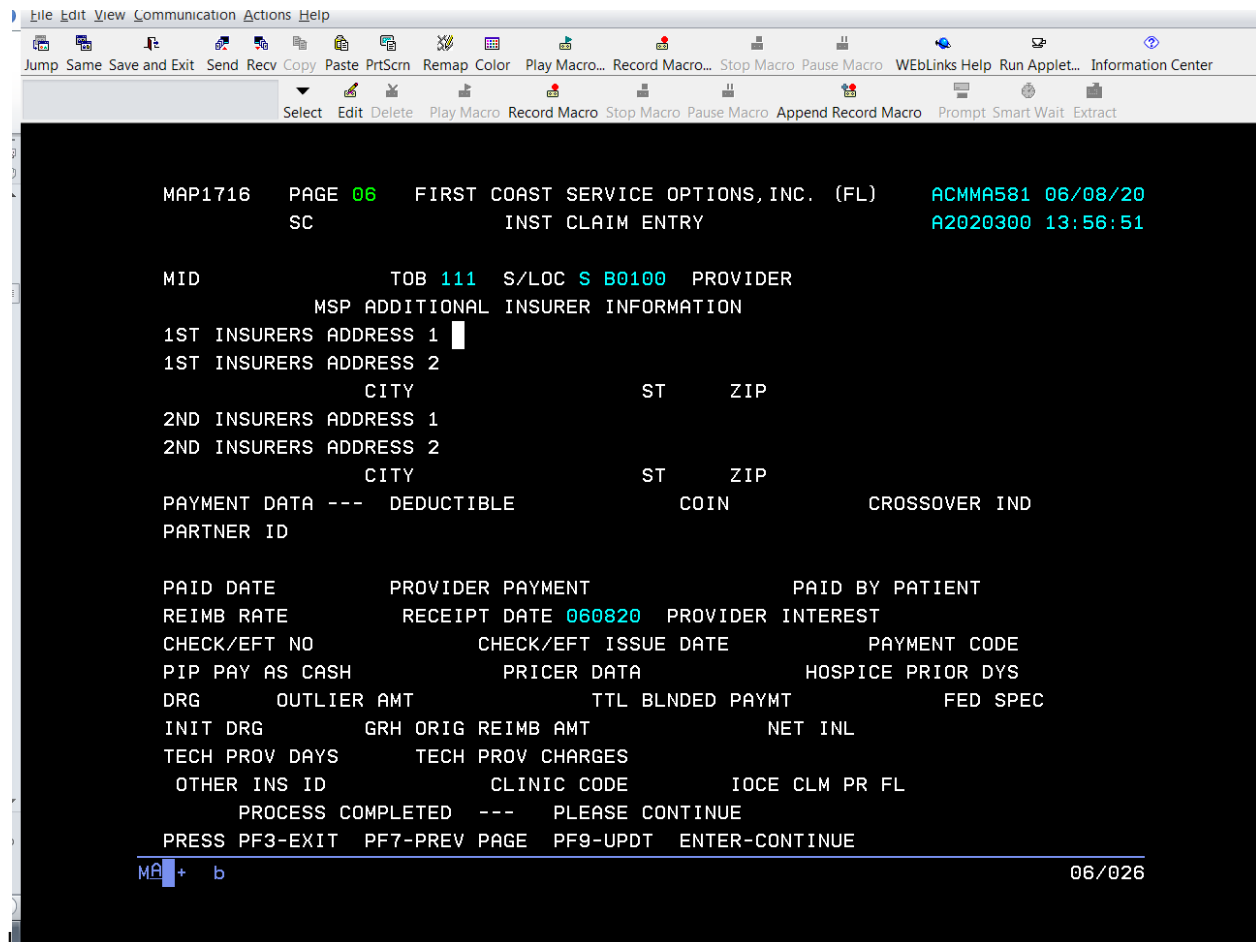 File Edit View Communication Actions Help
Jump Same Save and Exit Send Recv Copy Paste PrtScrn Remap Color Play Macro... Record Macro... Stop Macro Pause Macro WEbLinks Help Run Applet... Information Center
Select Edit Delete Play Macro Record Macro Stop Macro Pause Macro Append Record Macro Prompt Smart Wait Extract
MAP1716 PAGE 06 FIRST COAST SERVICE OPTIONS,INC. (FL) ACMMA581 06/08/20
SC INST CLAIM ENTRY A2020300 13:56:51
MID TOB 111 S/LOC S B0100 PROVIDER
MSP ADDITIONAL INSURER INFORMATION
1ST INSURERS ADDRESS 1
1ST INSURERS ADDRESS 2
CITY ST ZIP
2ND INSURERS ADDRESS 1
2ND INSURERS ADDRESS 2
CITY ST ZIP
PAYMENT DATA --- DEDUCTIBLE COIN CROSSOVER IND
PARTNER ID
PAID DATE PROVIDER PAYMENT PAID BY PATIENT
REIMB RATE RECEIPT DATE 060820 PROVIDER INTEREST
CHECK/EFT NO CHECK/EFT ISSUE DATE PAYMENT CODE
PIP PAY AS CASH PRICER DATA HOSPICE PRIOR DYS
DRG OUTLIER AMT TTL BLNDED PAYMT FED SPEC
INIT DRG GRH ORIG REIMB AMT NET INL
TECH PROV DAYS TECH PROV CHARGES
OTHER INS ID CLINIC CODE IOCE CLM PR FL
PROCESS COMPLETED --- PLEASE CONTINUE
PRESS PF3-EXIT PF7-PREV PAGE PF9-UPDT ENTER-CONTINUE
MA + b 06/026